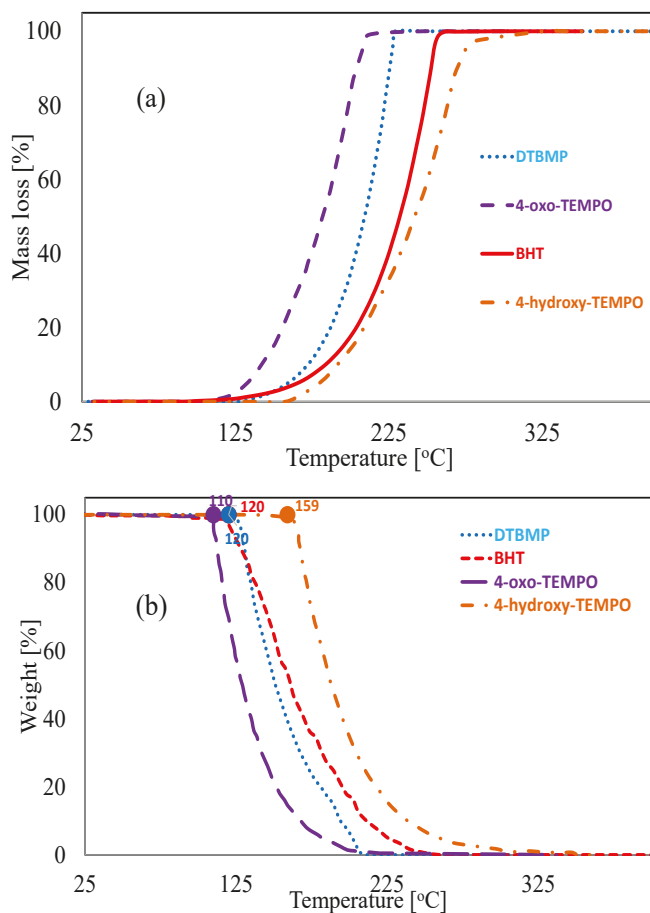 100
80
60
40
20
0
Mass loss [%]
(a)
DTBMP
4-oxo-TEMPO
BHT
4-hydroxy-TEMPO
25 125 225 325
Temperature [°C]
100
80
60
40
20
0
Weight [%]
(b)
110 120 159
120
DTBMP
BHT
4-oxo-TEMPO
4-hydroxy-TEMPO
25 125 225 325
Temperature [°C]